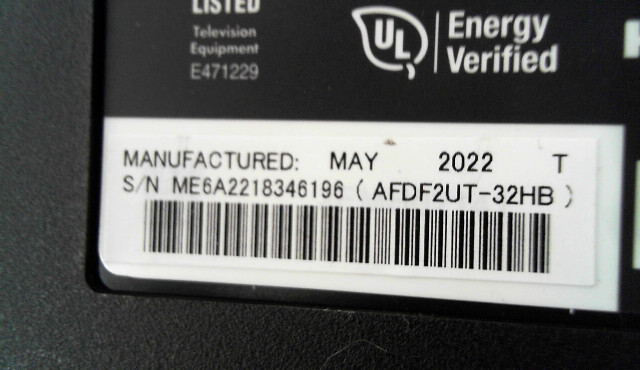 LISTED
Television
Equipment
E471229
UL
Energy
Verified
MANUFACTURED: MAY 2022 T
S/N ME6A2218346196 ( AFDF2UT-32HB )